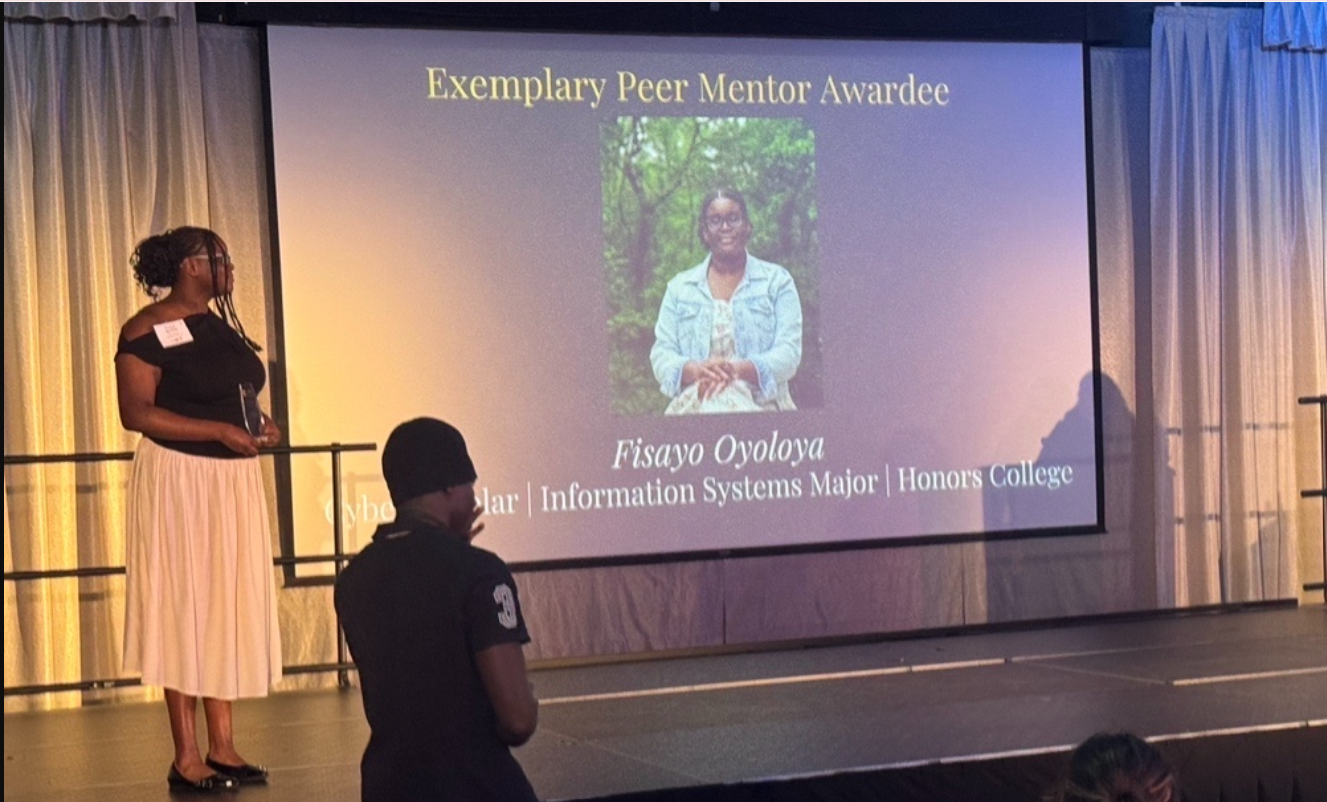 Exemplary Peer Mentor Awardee
Fisayo Oyoloya
| Information Systems Major | Honors College
3